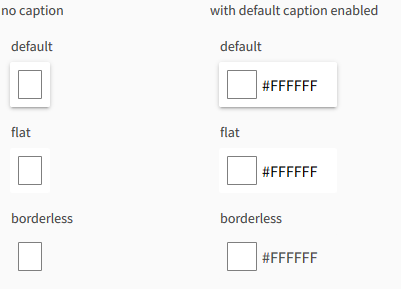 no caption
with default caption enabled
default
default
#FFFFFF
flat
flat
#FFFFFF
borderless
borderless
#FFFFFF